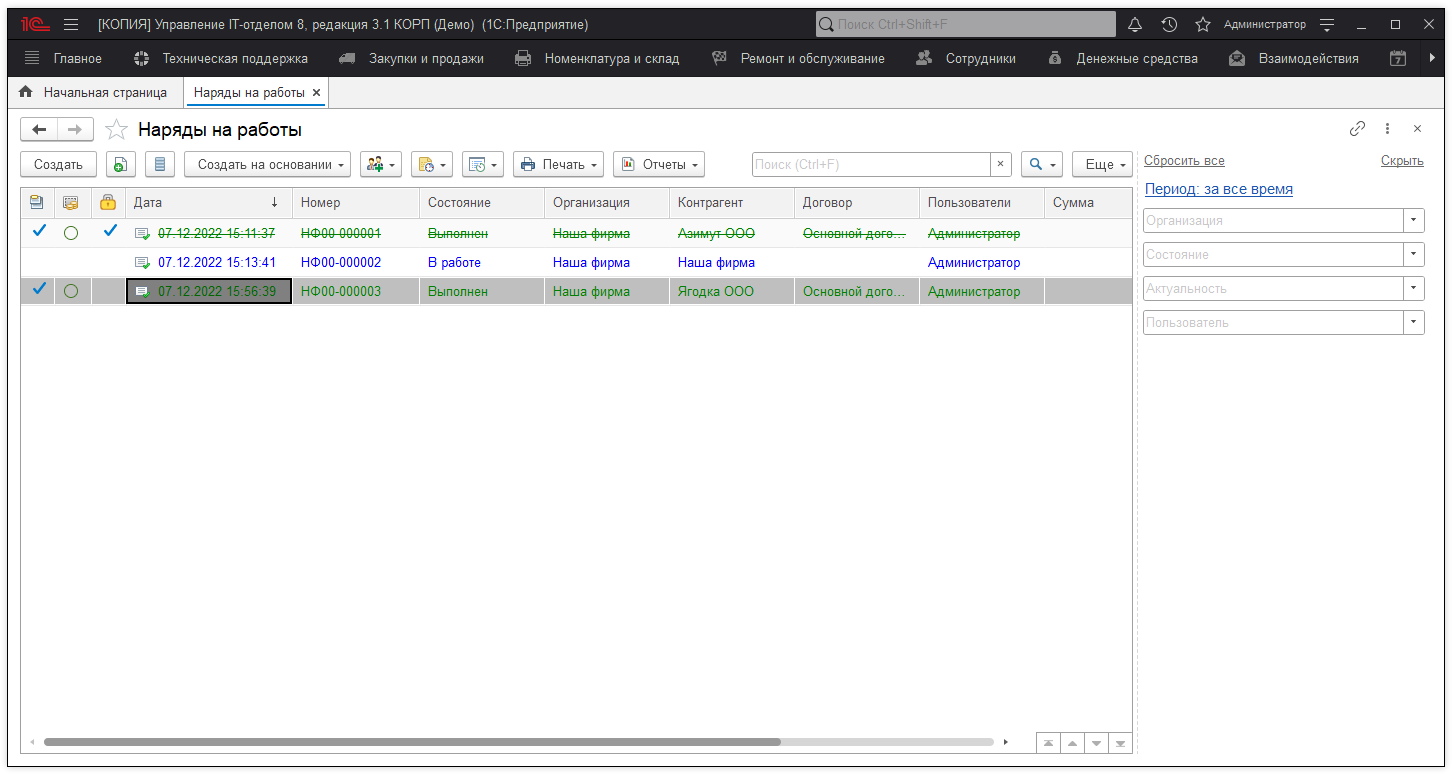 1С [КОПИЯ] Управление IT-отделом 8, редакция 3.1 КОРП (Демо) (1С:Предприятие) Поиск Ctrl+Shift+F Администратор
Главное Техническая поддержка Закупки и продажи Номенклатура и склад Ремонт и обслуживание Сотрудники Денежные средства Взаимодействия 7
Начальная страница Наряды на работы ×
Наряды на работы
Создать Создать на основании Печать Отчеты Поиск (Ctrl+F) × Еще Сбросить все Скрыть
Период: за все время
Дата ↓ Номер Состояние Организация Контрагент Договор Пользователи Сумма
07.12.2022 15:11:37 НФ00-000001 Выполнен Наша фирма Азимут ООО Основной дого... Администратор
07.12.2022 15:13:41 НФ00-000002 В работе Наша фирма Наша фирма Администратор
07.12.2022 15:56:39 НФ00-000003 Выполнен Наша фирма Ягодка ООО Основной дого... Администратор
Организация
Состояние
Актуальность
Пользователь